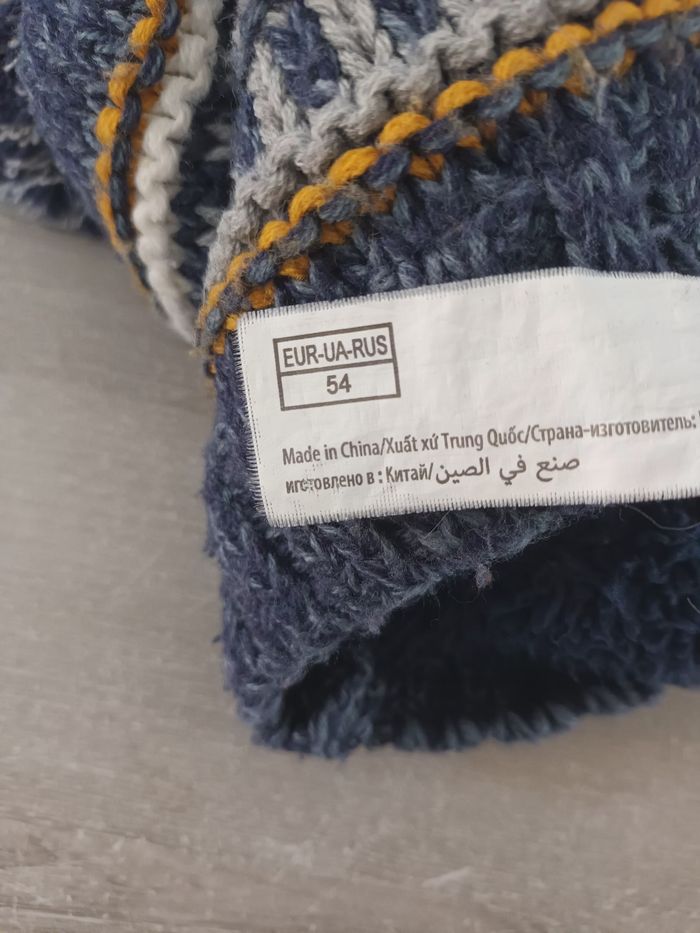 EUR-UA-RUS
54
Made in China/Xuất xứ Trung Quốc/Страна-изготовитель:
иготовлено в : Китай/صنع في الصين